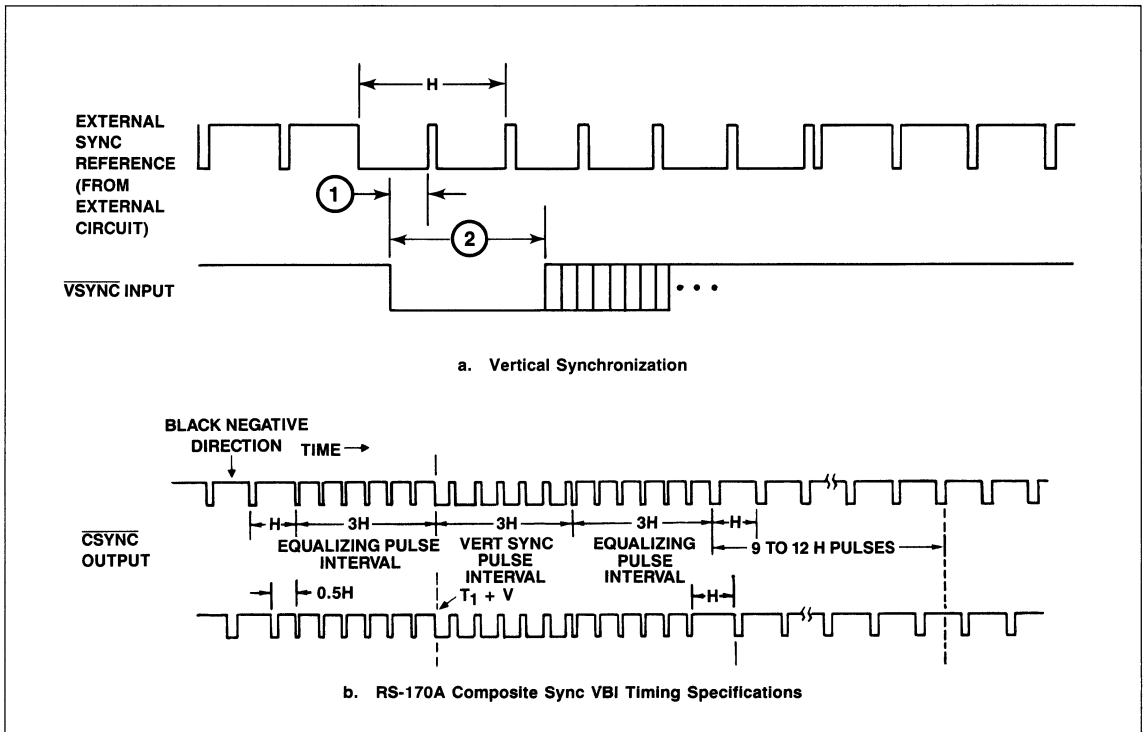 H
EXTERNAL
SYNC
REFERENCE
(FROM
EXTERNAL
CIRCUIT)
1
2
VSYNC INPUT
• • •
a. Vertical Synchronization
BLACK NEGATIVE
DIRECTION
TIME
CSYNC
OUTPUT
H
3H
3H
3H
H
EQUALIZING PULSE
INTERVAL
VERT SYNC
PULSE
INTERVAL
EQUALIZING
PULSE
INTERVAL
9 TO 12 H PULSES
0.5H
T1 + V
H
b. RS-170A Composite Sync VBI Timing Specifications